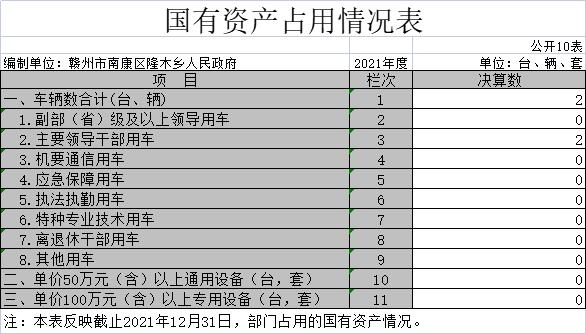 国有资产占用情况表
公开10表
编制单位：赣州市南康区隆木乡人民政府 2021年度 单位：台、辆、套
项 目 栏次 决算数
一、车辆数合计(台、辆) 1 2
1.副部（省）级及以上领导用车 2 0
2.主要领导干部用车 3 2
3.机要通信用车 4 0
4.应急保障用车 5 0
5.执法执勤用车 6 0
6.特种专业技术用车 7 0
7.离退休干部用车 8 0
8.其他用车 9 0
二、单价50万元（含）以上通用设备（台，套） 10 0
三、单价100万元（含）以上专用设备（台，套） 11 0
注：本表反映截止2021年12月31日，部门占用的国有资产情况。